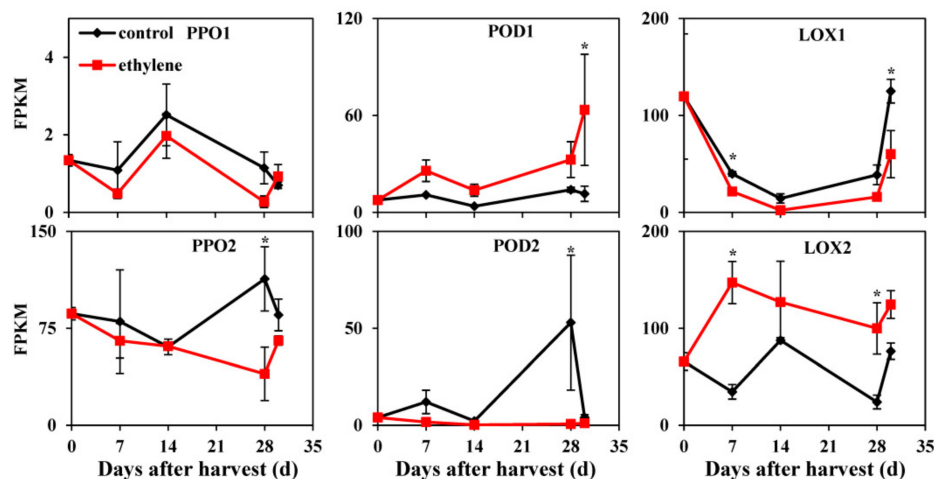 control PPO1
ethylene
FPKM
4
2
0
POD1
120
60
0
*
LOX1
200
100
0
*
*
PPO2
FPKM
150
75
0
*
0 7 14 21 28 35
Days after harvest (d)
POD2
100
50
0
*
0 7 14 21 28 35
Days after harvest (d)
LOX2
200
100
0
*
*
0 7 14 21 28 35
Days after harvest (d)